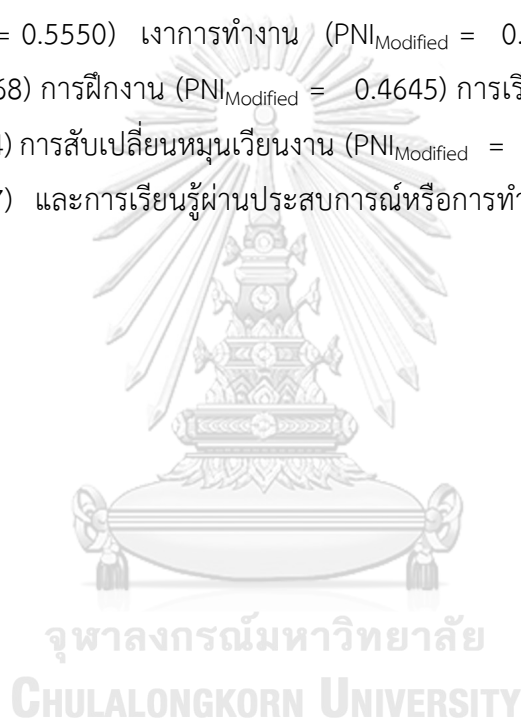 = 0.5550) เงาการทำงาน (PNI_Modified = 0.
68) การฝึกงาน (PNI_Modified = 0.4645) การเรี
4) การสับเปลี่ยนหมุนเวียนงาน (PNI_Modified =
7) และการเรียนรู้ผ่านประสบการณ์หรือการทำ
จุฬาลงกรณ์มหาวิทยาลัย
CHULALONGKORN UNIVERSITY